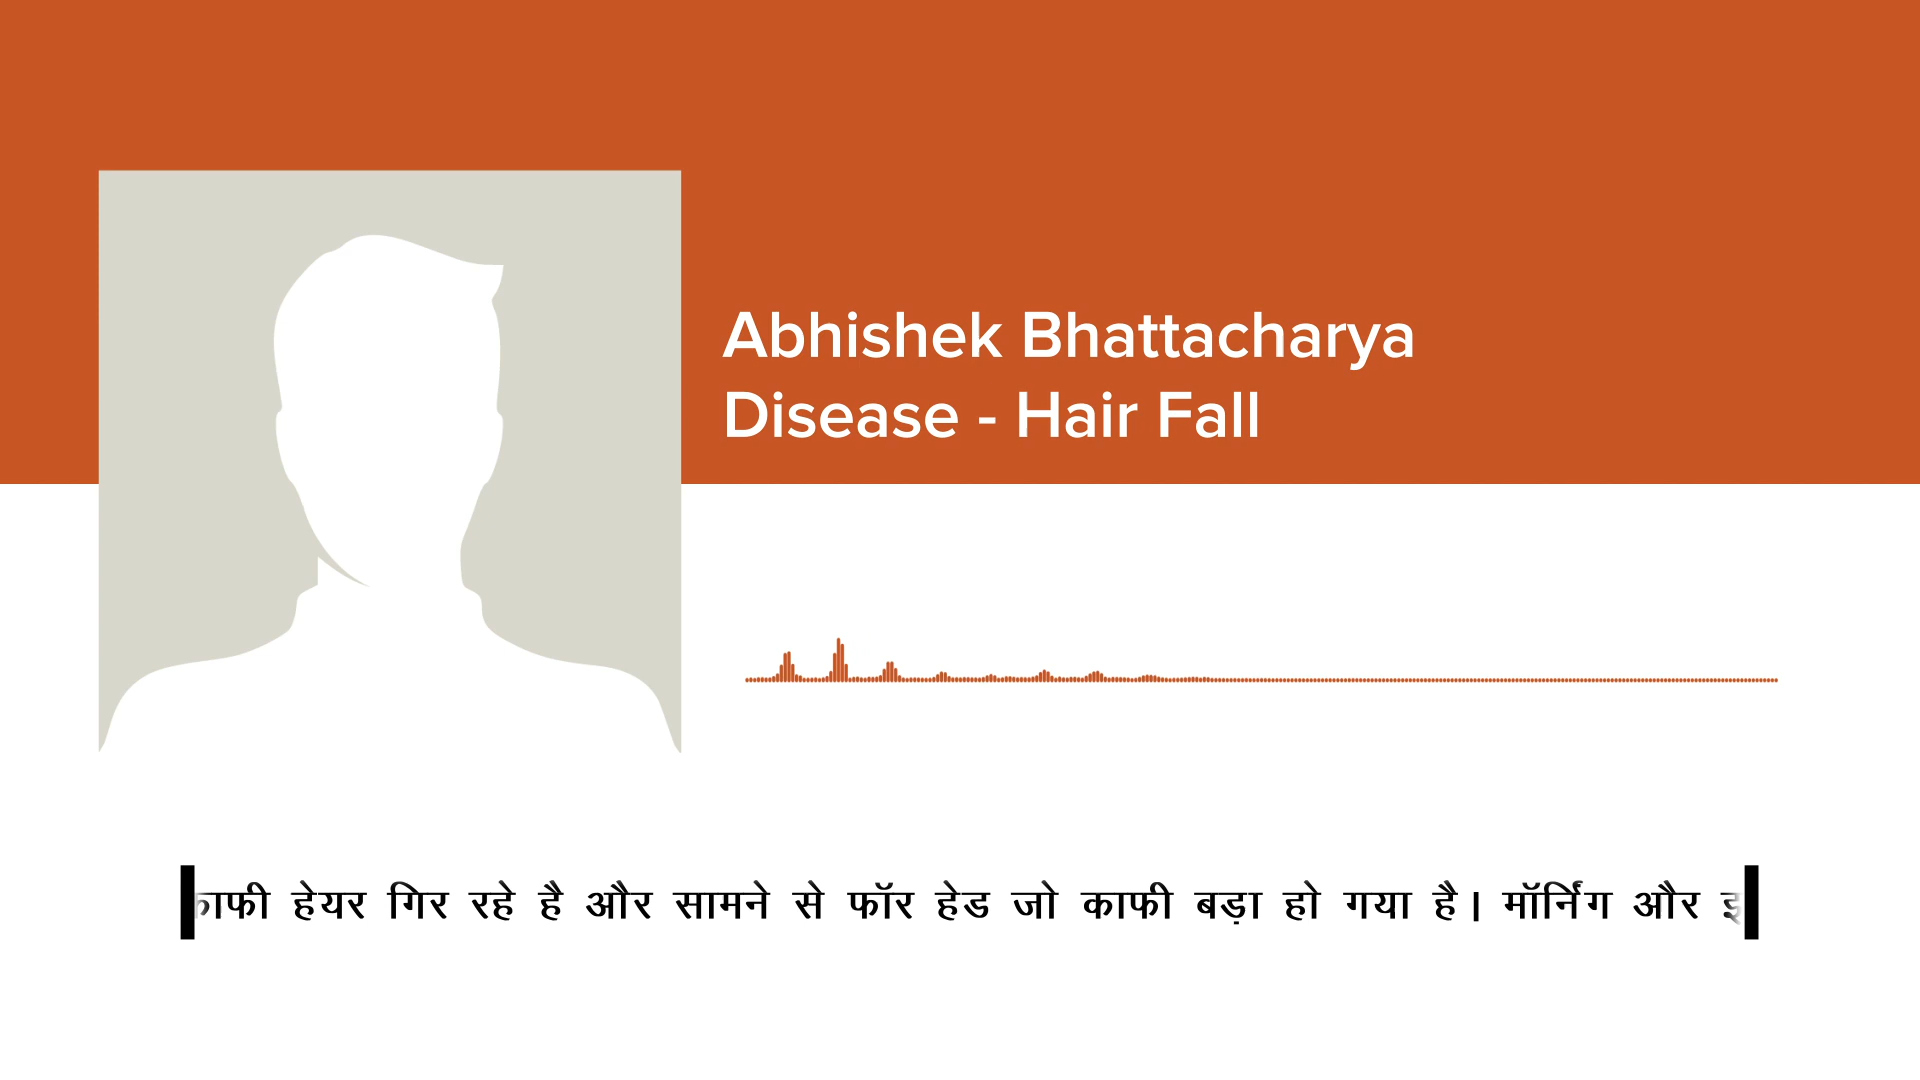 Abhishek Bhattacharya
Disease - Hair Fall
काफी हेयर गिर रहे है और सामने से फॉर हेड जो काफी बड़ा हो गया है। मॉर्निंग और